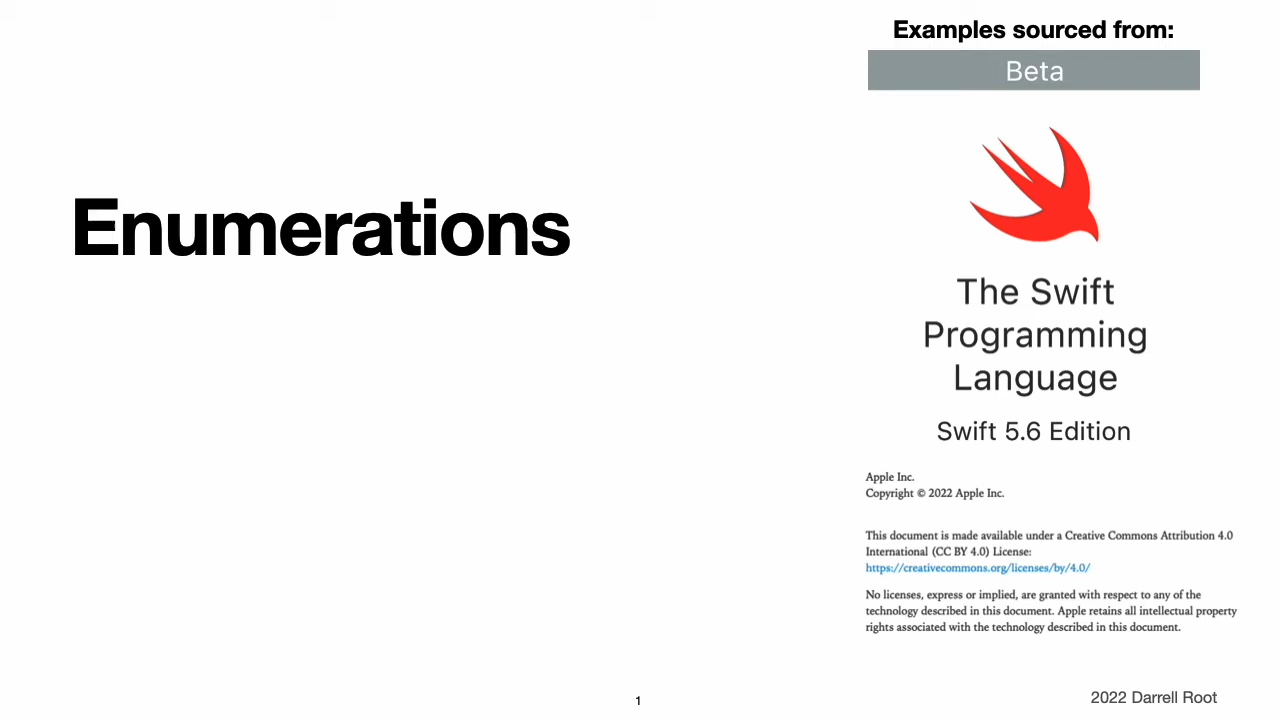 Enumerations
Examples sourced from:
Beta
The Swift
Programming
Language
Swift 5.6 Edition
Apple Inc.
Copyright © 2022 Apple Inc.
This document is made available under a Creative Commons Attribution 4.0
International (CC BY 4.0) License:
https://creativecommons.org/licenses/by/4.0/
No licenses, express or implied, are granted with respect to any of the
technology described in this document. Apple retains all intellectual property
rights associated with the technology described in this document.
1
2022 Darrell Root